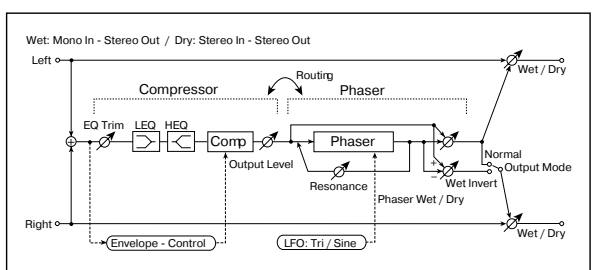 Wet: Mono In - Stereo Out / Dry: Stereo In - Stereo Out
Left
Wet / Dry
Routing
Compressor
Phaser
EQ Trim
LEQ
HEQ
Comp
Phaser
Normal
Output Mode
Output Level
Resonance
+
−
Wet Invert
Phaser Wet / Dry
Right
Wet / Dry
Envelope - Control
LFO: Tri / Sine